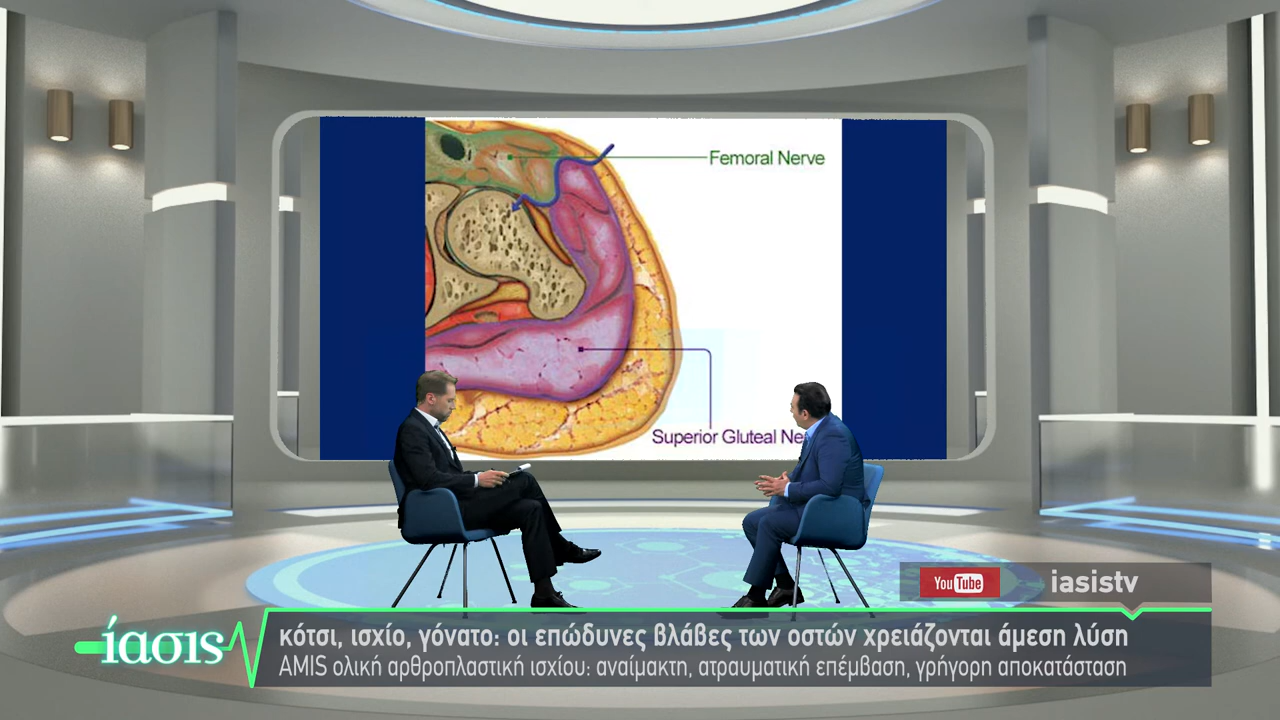 Femoral Nerve
Superior Gluteal
YouTube iasistv
ίασις
κότσι, ισχίο, γόνατο: οι επώδυνες βλάβες των οστών χρειάζονται άμεση λύση
AMIS ολική αρθροπλαστική ισχίου: αναίμακτη, ατραυματική επέμβαση, γρήγορη αποκατάσταση